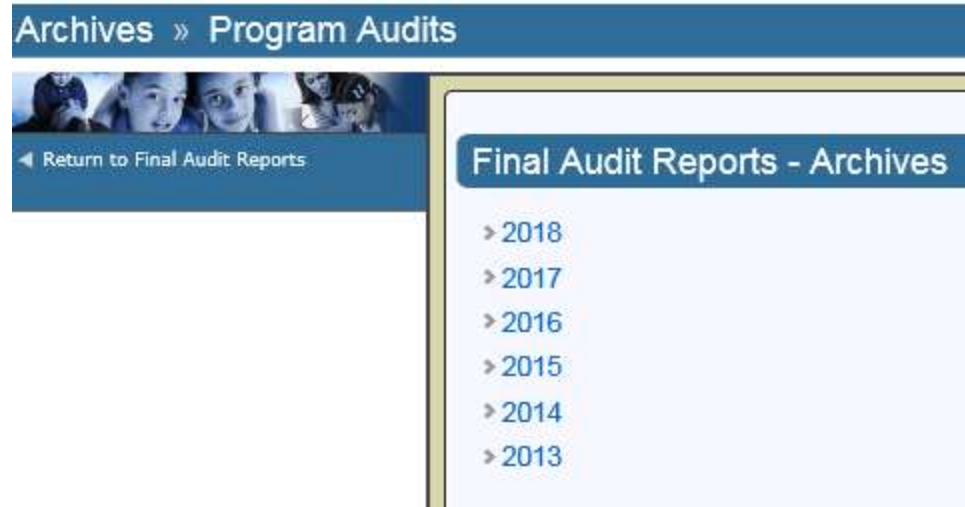 Archives » Program Audits
Return to Final Audit Reports
Final Audit Reports - Archives
2018
2017
2016
2015
2014
2013